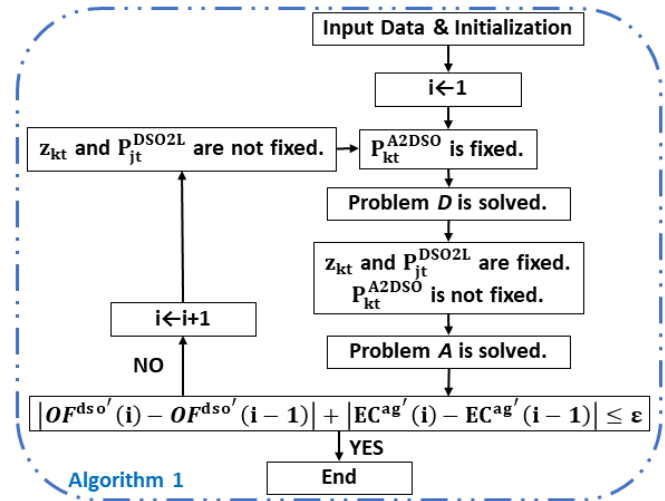 Input Data & Initialization
i←1
z_kt and P_jt^DSO2L are not fixed.
P_kt^A2DSO is fixed.
Problem D is solved.
z_kt and P_jt^DSO2L are fixed.
P_kt^A2DSO is not fixed.
i←i+1
Problem A is solved.
NO
|OF^dso′(i) − OF^dso′(i−1)| + |EC^ag′(i) − EC^ag′(i−1)| ≤ ε
YES
End
Algorithm 1